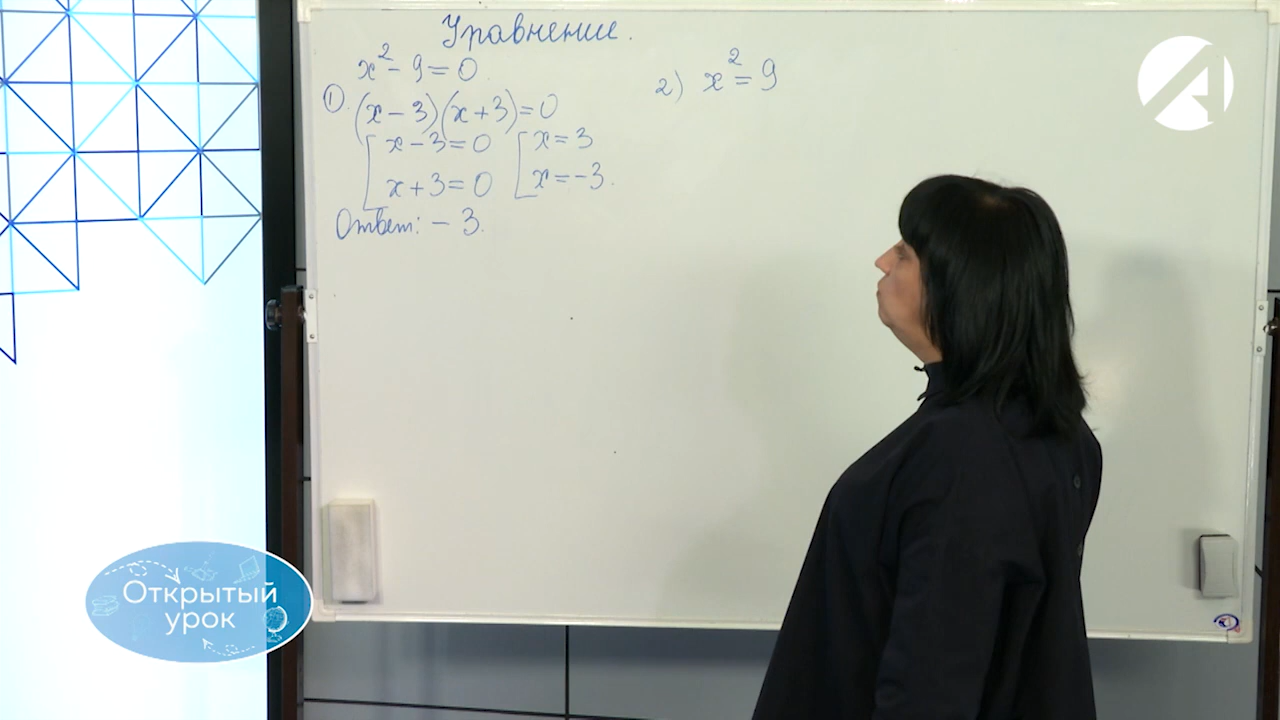 Уравнение.
x² - 9 = 0
①. (x - 3)(x + 3) = 0
x - 3 = 0
x + 3 = 0
x = 3
x = -3.
Ответ: - 3.
2) x² = 9
Открытый
урок